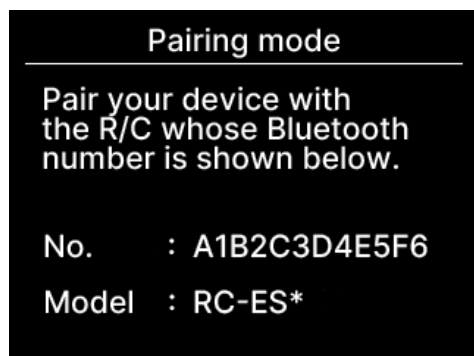 Pairing mode
Pair your device with
the R/C whose Bluetooth
number is shown below.
No. : A1B2C3D4E5F6
Model : RC-ES*